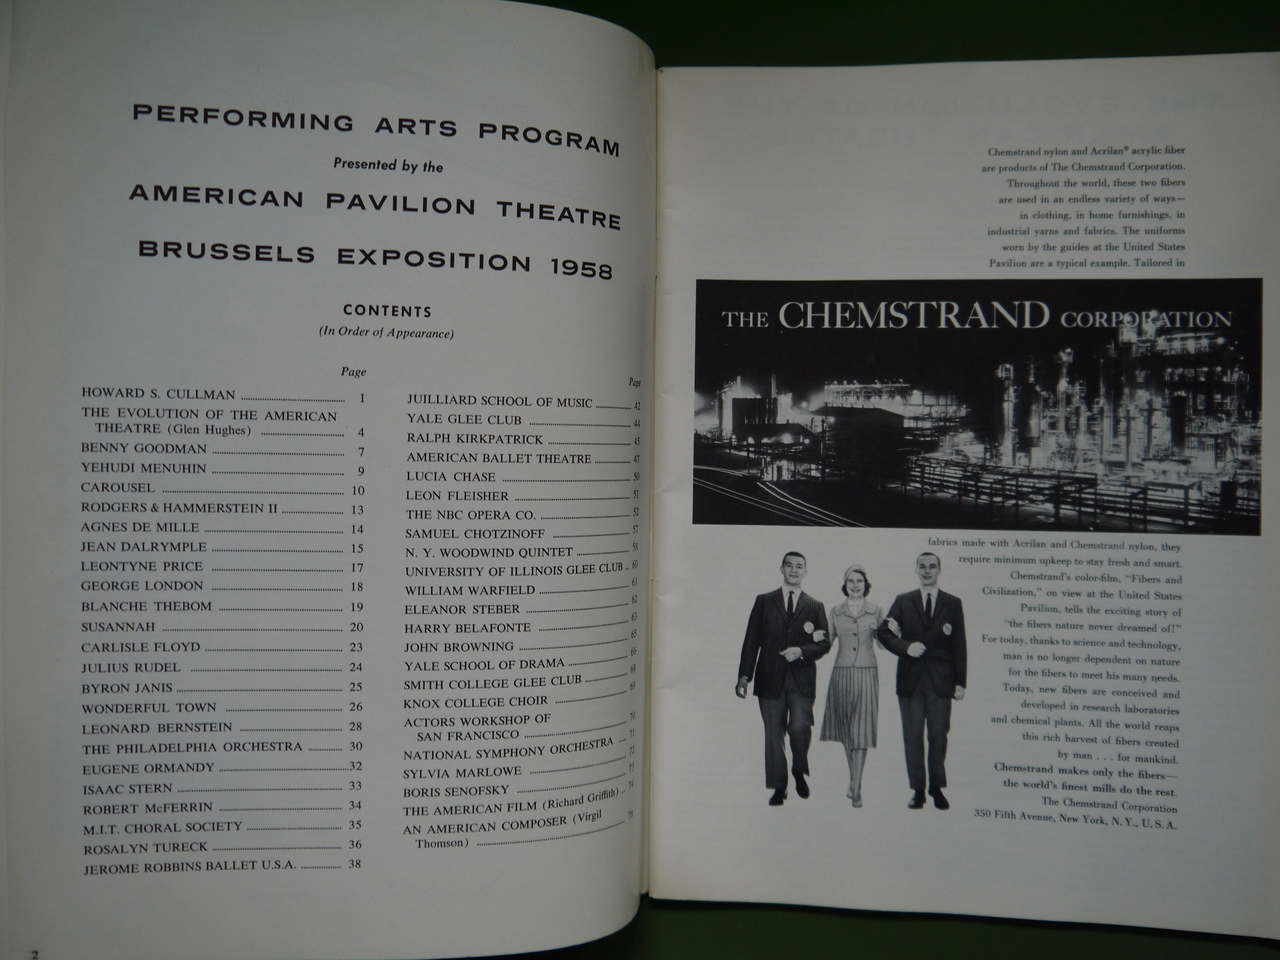 PERFORMING ARTS PROGRAM
Presented by the
AMERICAN PAVILION THEATRE
BRUSSELS EXPOSITION 1958
CONTENTS
(In Order of Appearance)
Page
HOWARD S. CULLMAN 1
THE EVOLUTION OF THE AMERICAN
THEATRE (Glen Hughes) 4
BENNY GOODMAN 7
YEHUDI MENUHIN 9
CAROUSEL 10
RODGERS & HAMMERSTEIN II 13
AGNES DE MILLE 14
JEAN DALRYMPLE 15
LEONTYNE PRICE 17
GEORGE LONDON 18
BLANCHE THEBOM 19
SUSANNAH 20
CARLISLE FLOYD 23
JULIUS RUDEL 24
BYRON JANIS 25
WONDERFUL TOWN 26
LEONARD BERNSTEIN 28
THE PHILADELPHIA ORCHESTRA 30
EUGENE ORMANDY 32
ISAAC STERN 33
ROBERT McFERRIN 34
M.I.T. CHORAL SOCIETY 35
ROSALYN TURECK 36
JEROME ROBBINS BALLET U.S.A. 38
Page
JUILLIARD SCHOOL OF MUSIC 42
YALE GLEE CLUB 44
RALPH KIRKPATRICK 45
AMERICAN BALLET THEATRE 47
LUCIA CHASE 50
LEON FLEISHER 51
THE NBC OPERA CO. 52
SAMUEL CHOTZINOFF 57
N. Y. WOODWIND QUINTET 58
UNIVERSITY OF ILLINOIS GLEE CLUB 60
WILLIAM WARFIELD 61
ELEANOR STEBER 62
HARRY BELAFONTE 63
JOHN BROWNING 65
YALE SCHOOL OF DRAMA 66
SMITH COLLEGE GLEE CLUB 68
KNOX COLLEGE CHOIR 69
ACTORS WORKSHOP OF
SAN FRANCISCO 70
NATIONAL SYMPHONY ORCHESTRA 71
SYLVIA MARLOWE 72
BORIS SENOFSKY 73
THE AMERICAN FILM (Richard Griffith) 74
AN AMERICAN COMPOSER (Virgil
Thomson)
2
Chemstrand nylon and Acrilan® acrylic fiber
are products of The Chemstrand Corporation.
Throughout the world, these two fibers
are used in an endless variety of ways—
in clothing, in home furnishings, in
industrial yarns and fabrics. The uniforms
worn by the guides at the United States
Pavilion are a typical example. Tailored in
THE CHEMSTRAND CORPORATION
fabrics made with Acrilan and Chemstrand nylon, they
require minimum upkeep to stay fresh and smart.
Chemstrand's color-film, "Fibers and
Civilization," on view at the United States
Pavilion, tells the exciting story of
"the fibers nature never dreamed of!"
For today, thanks to science and technology,
man is no longer dependent on nature
for the fibers to meet his many needs.
Today, new fibers are conceived and
developed in research laboratories
and chemical plants. All the world reaps
this rich harvest of fibers created
by man . . . for mankind.
Chemstrand makes only the fibers—
the world's finest mills do the rest.
The Chemstrand Corporation
350 Fifth Avenue, New York, N. Y., U. S. A.